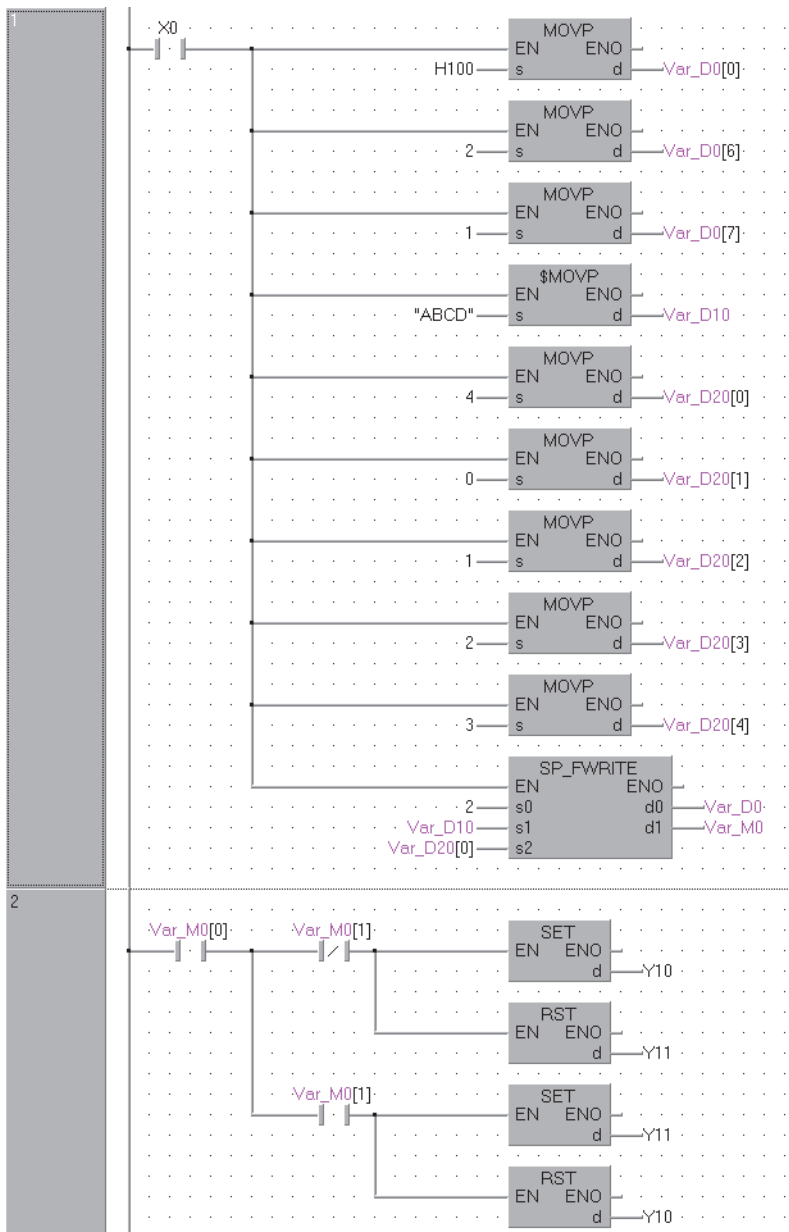 1
X0
MOVP
EN ENO
H100 s d Var_D0[0]
MOVP
EN ENO
2 s d Var_D0[6]
MOVP
EN ENO
1 s d Var_D0[7]
$MOVP
EN ENO
"ABCD" s d Var_D10
MOVP
EN ENO
4 s d Var_D20[0]
MOVP
EN ENO
0 s d Var_D20[1]
MOVP
EN ENO
1 s d Var_D20[2]
MOVP
EN ENO
2 s d Var_D20[3]
MOVP
EN ENO
3 s d Var_D20[4]
SP_FWRITE
EN ENO
2 s0 d0 Var_D0
Var_D10 s1 d1 Var_M0
Var_D20[0] s2
2
Var_M0[0] Var_M0[1] SET
EN ENO
d Y10
RST
EN ENO
d Y11
Var_M0[1] SET
EN ENO
d Y11
RST
EN ENO
d Y10